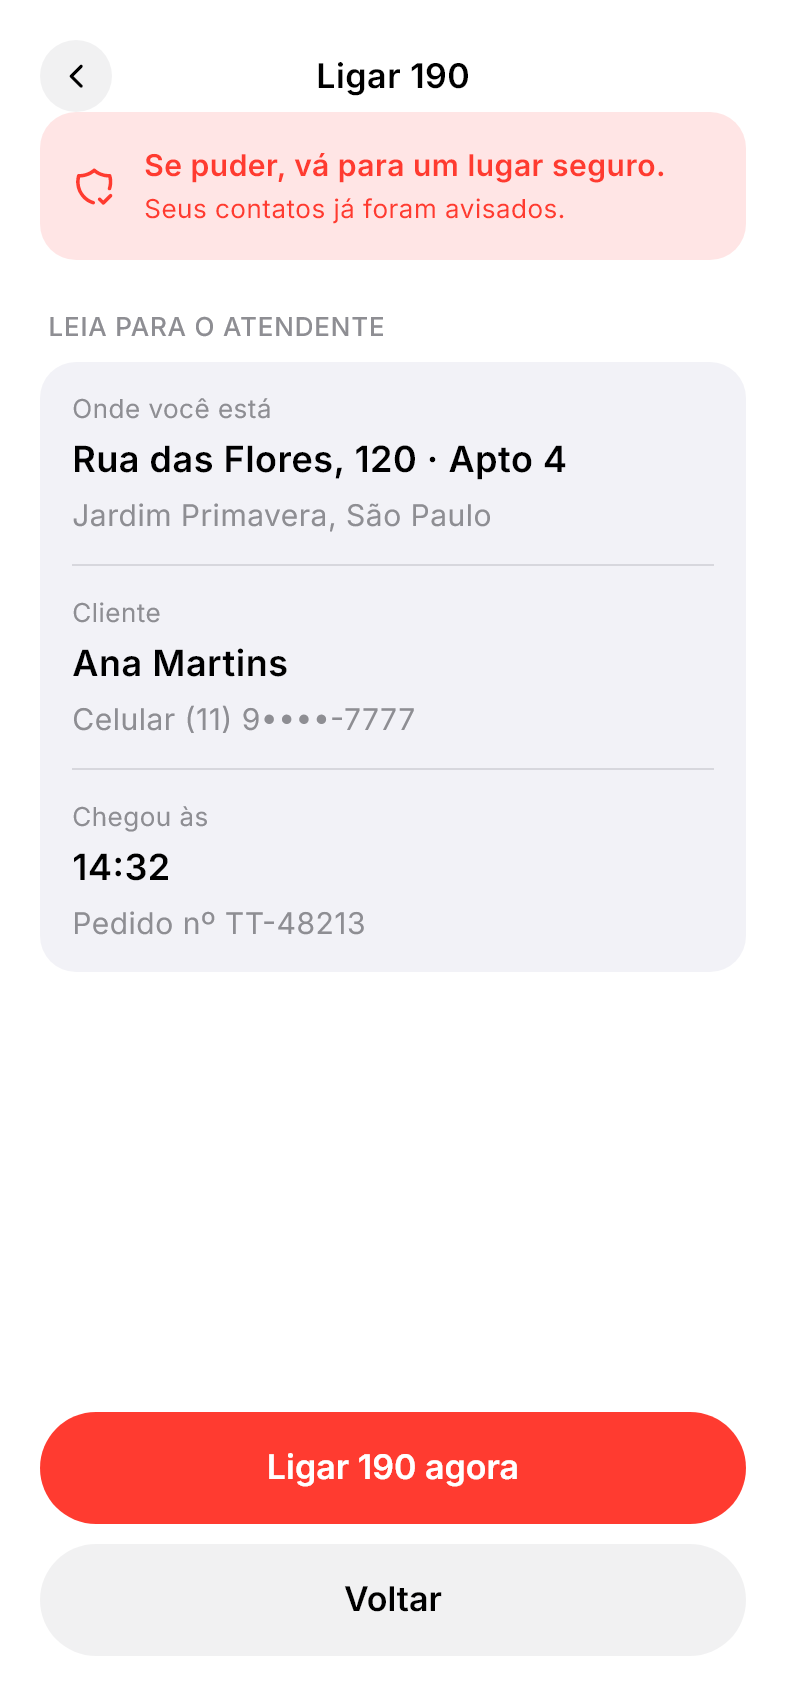 Ligar 190
Se puder, vá para um lugar seguro.
Seus contatos já foram avisados.
LEIA PARA O ATENDENTE
Onde você está
Rua das Flores, 120 · Apto 4
Jardim Primavera, São Paulo
Cliente
Ana Martins
Celular (11) 9••••-7777
Chegou às
14:32
Pedido nº TT-48213
Ligar 190 agora
Voltar